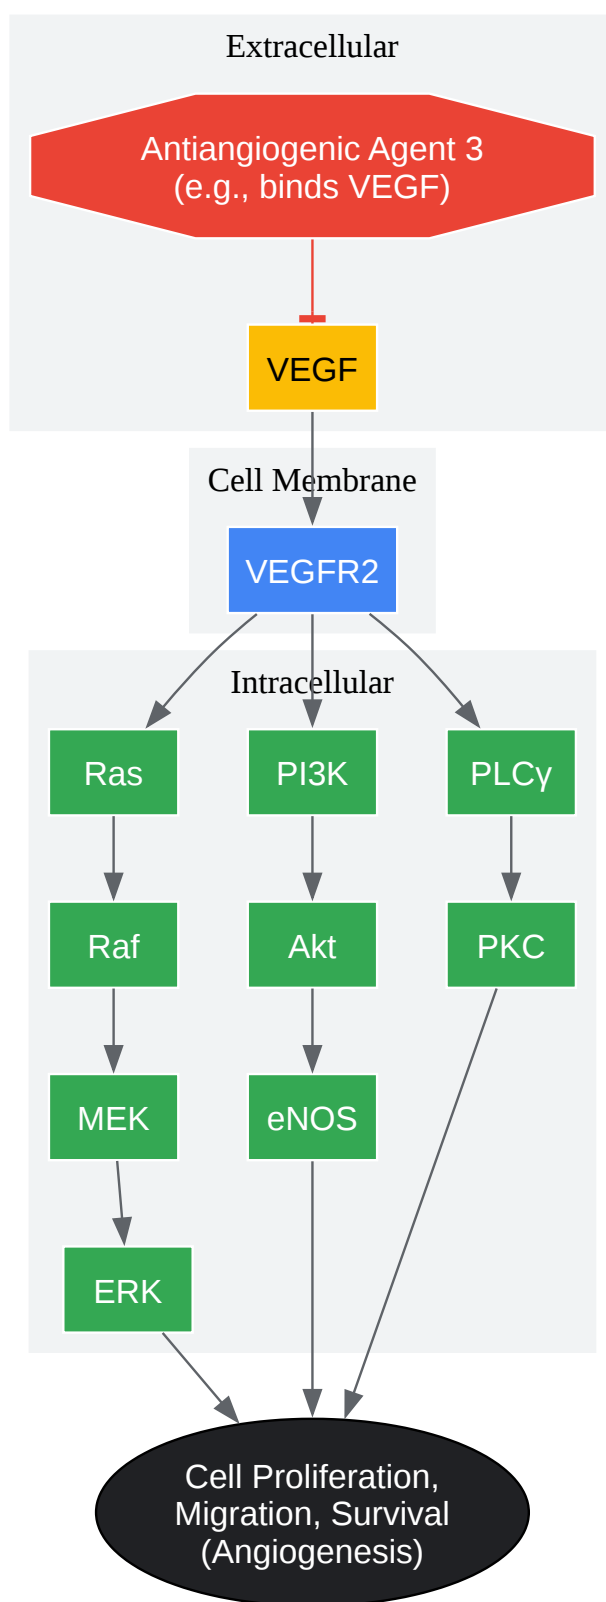 Extracellular
Antiangiogenic Agent 3
(e.g., binds VEGF)
VEGF
Cell Membrane
VEGFR2
Intracellular
Ras
PI3K
PLCγ
Raf
Akt
PKC
MEK
eNOS
ERK
Cell Proliferation,
Migration, Survival
(Angiogenesis)